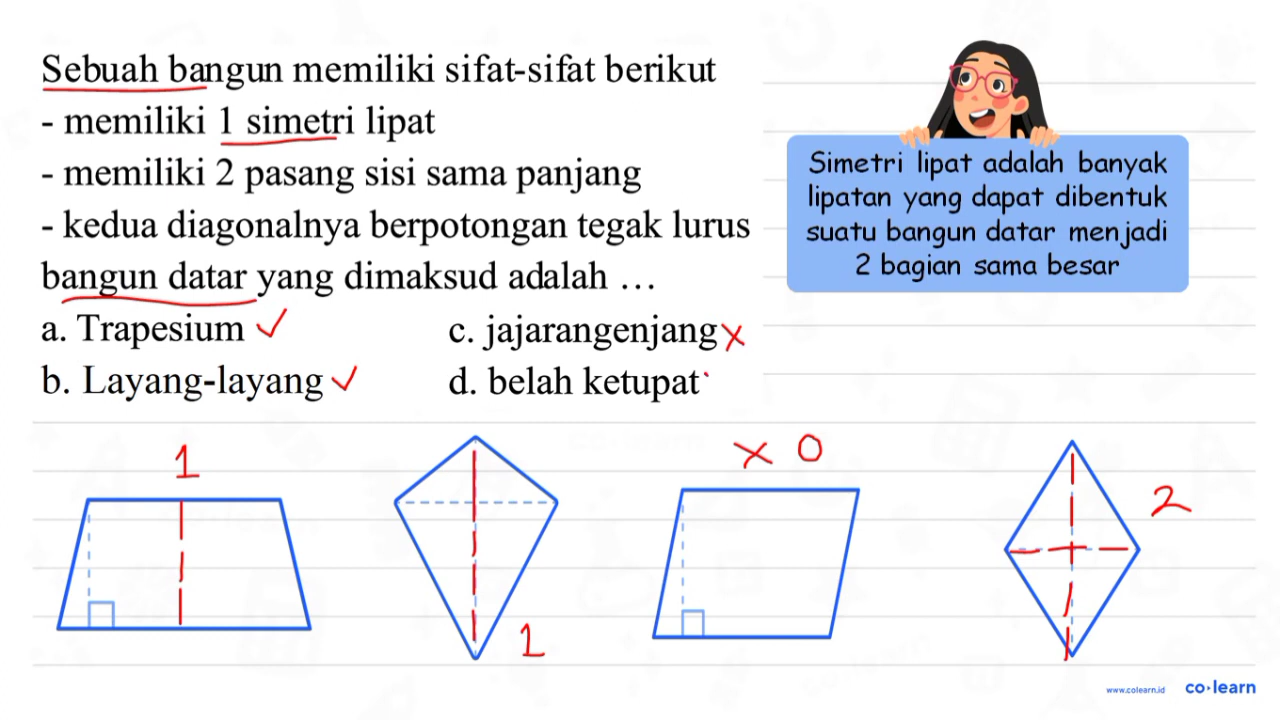 Sebuah bangun memiliki sifat-sifat berikut
- memiliki 1 simetri lipat
- memiliki 2 pasang sisi sama panjang
- kedua diagonalnya berpotongan tegak lurus
bangun datar yang dimaksud adalah ...
a. Trapesium ✓
c. jajarangenjang x
b. Layang-layang ✓
d. belah ketupat
Simetri lipat adalah banyak
lipatan yang dapat dibentuk
suatu bangun datar menjadi
2 bagian sama besar
1
1
x 0
2
www.colearn.id co·learn